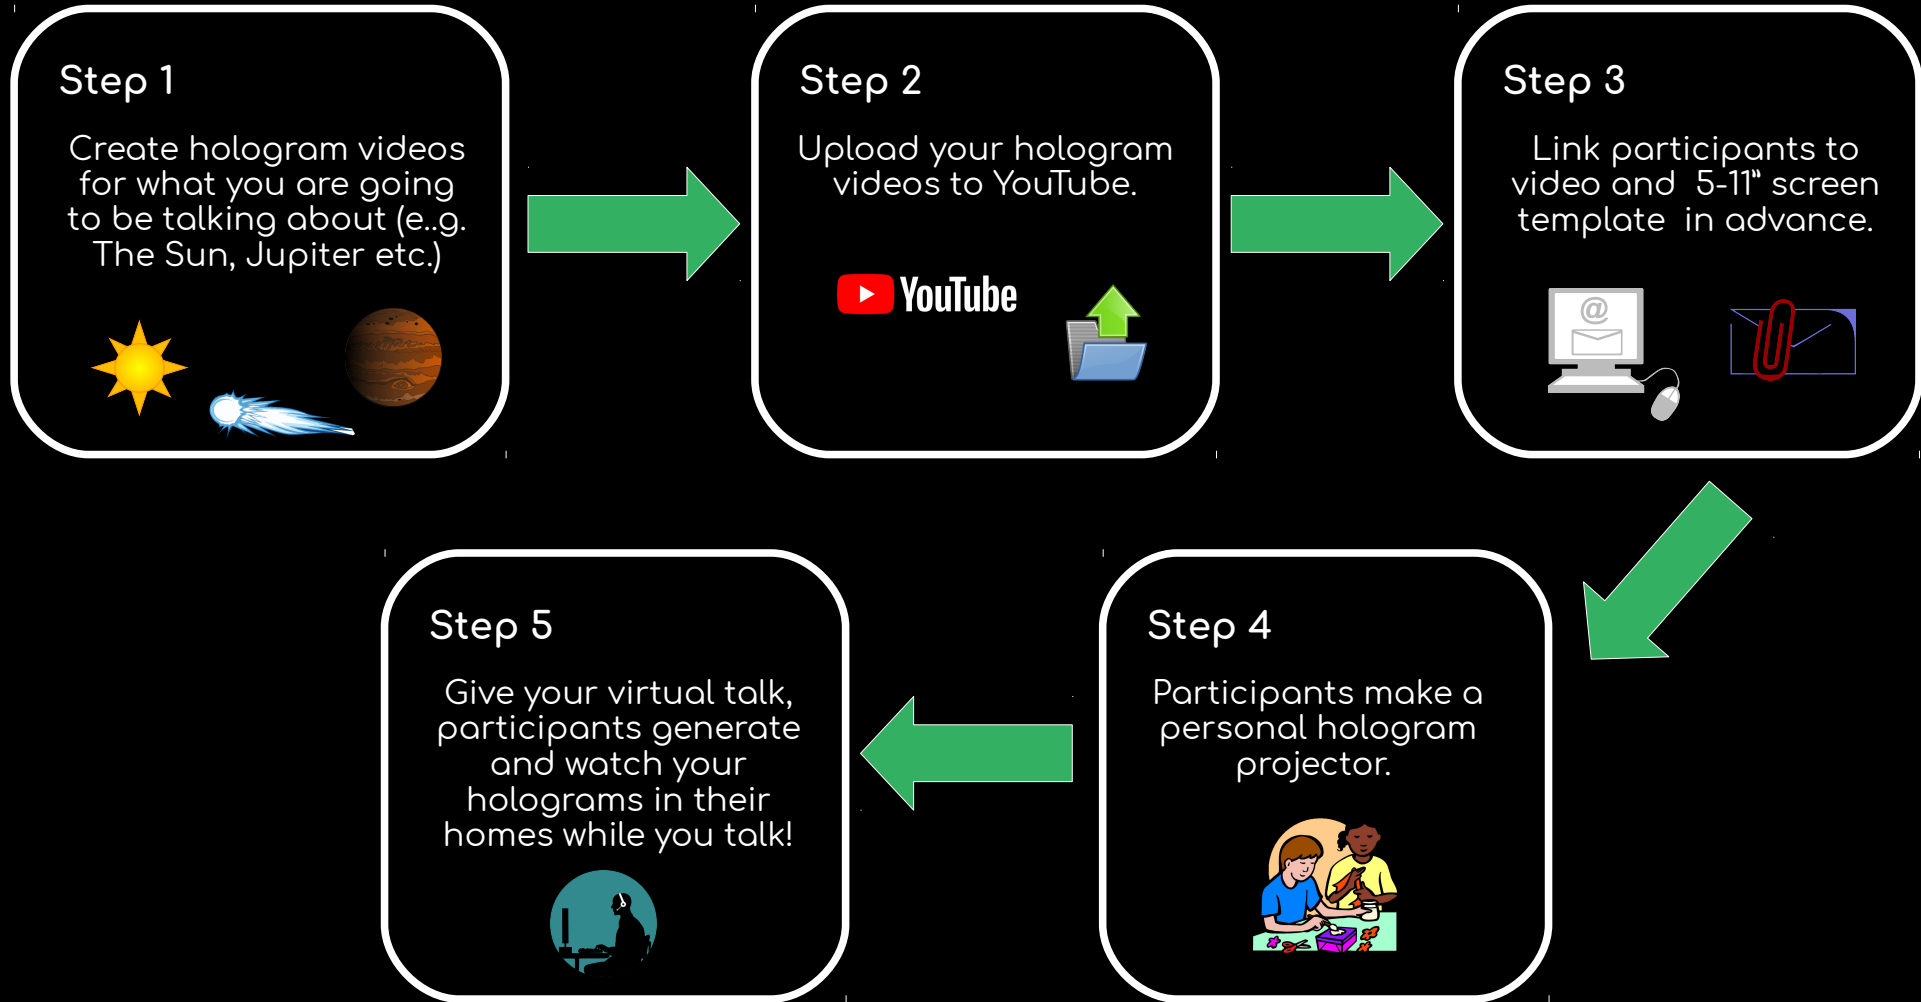 Step 1
Create hologram videos
for what you are going
to be talking about (e..g.
The Sun, Jupiter etc.)
Step 2
Upload your hologram
videos to YouTube.
YouTube
Step 3
Link participants to
video and 5-11” screen
template in advance.
@
Step 4
Participants make a
personal hologram
projector.
Step 5
Give your virtual talk,
participants generate
and watch your
holograms in their
homes while you talk!